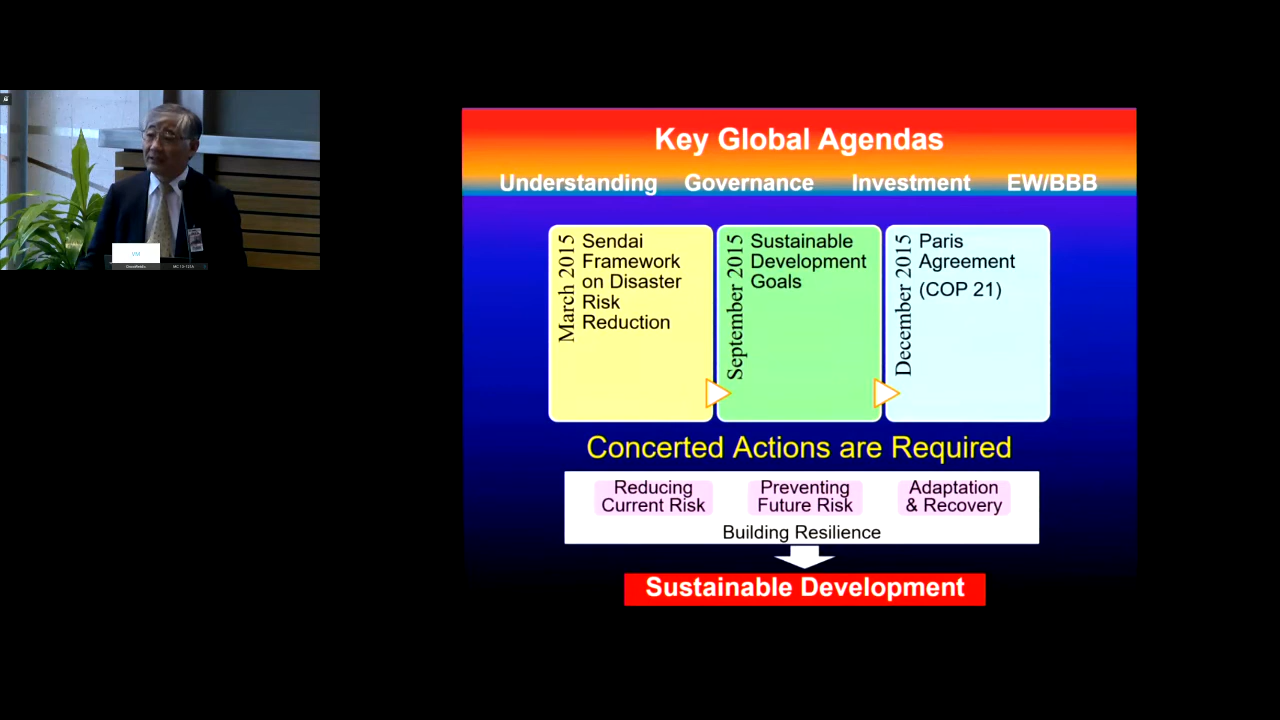 Key Global Agendas
Understanding Governance Investment EW/BBB
March 2015
Sendai
Framework
on Disaster
Risk
Reduction
September 2015
Sustainable
Development
Goals
December 2015
Paris
Agreement
(COP 21)
Concerted Actions are Required
Reducing
Current Risk
Preventing
Future Risk
Adaptation
& Recovery
Building Resilience
Sustainable Development
VM